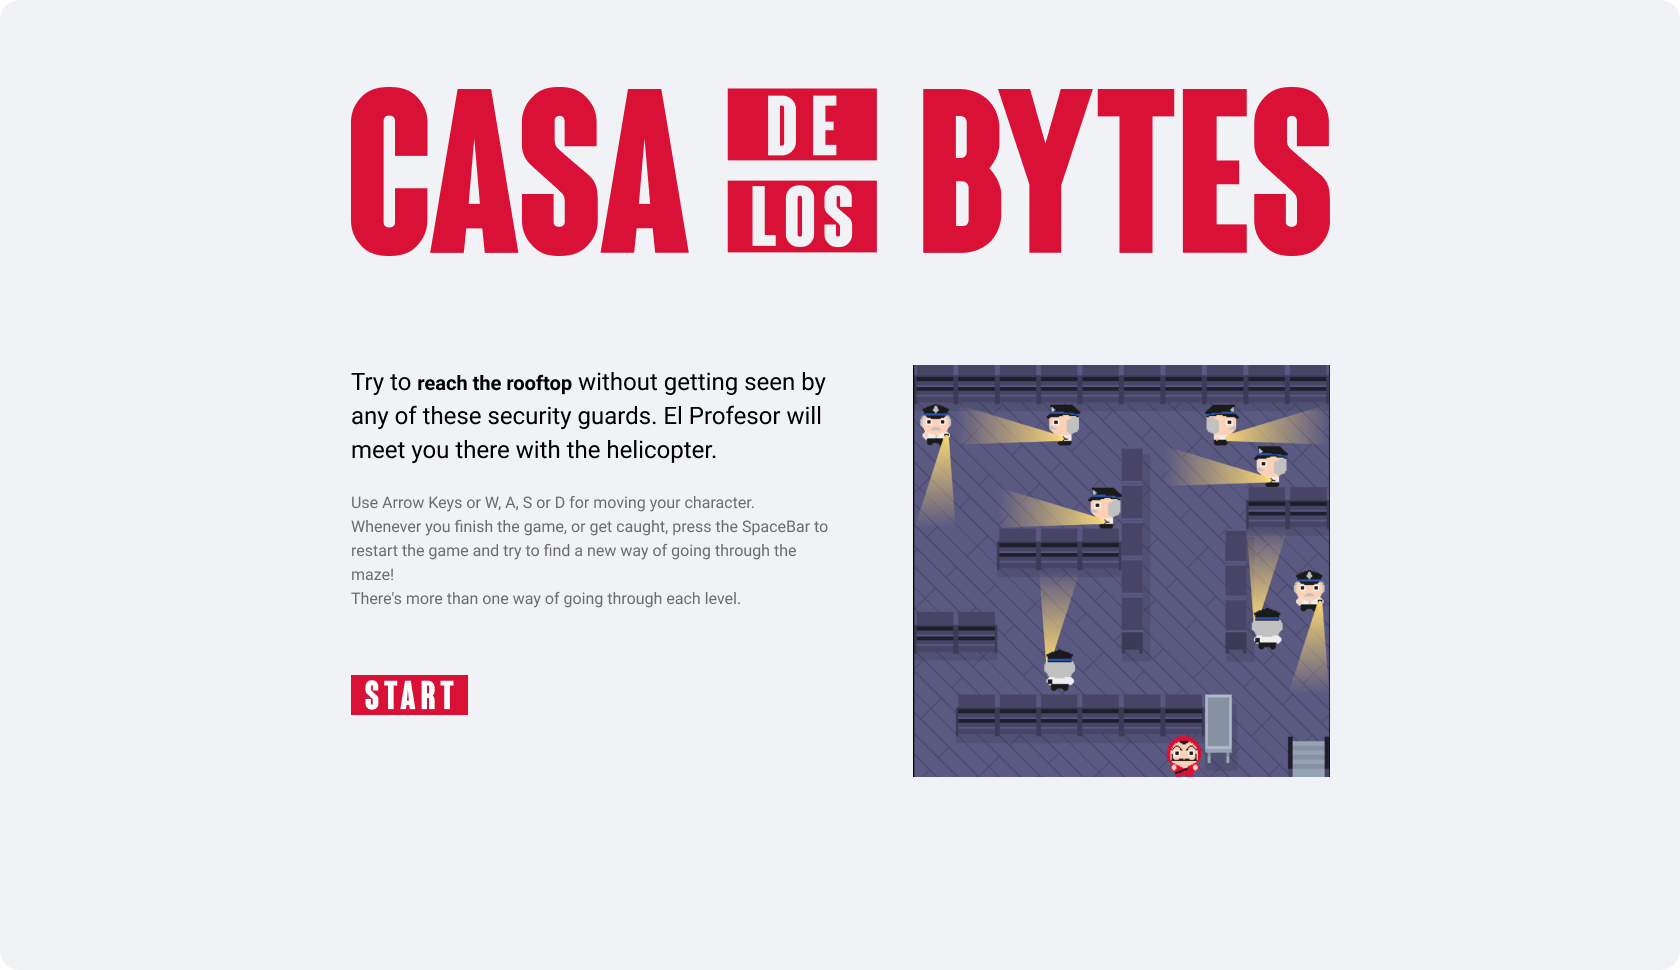 CASA DE LOS BYTES
Try to reach the rooftop without getting seen by
any of these security guards. El Profesor will
meet you there with the helicopter.
Use Arrow Keys or W, A, S or D for moving your character.
Whenever you finish the game, or get caught, press the SpaceBar to
restart the game and try to find a new way of going through the
maze!
There's more than one way of going through each level.
START